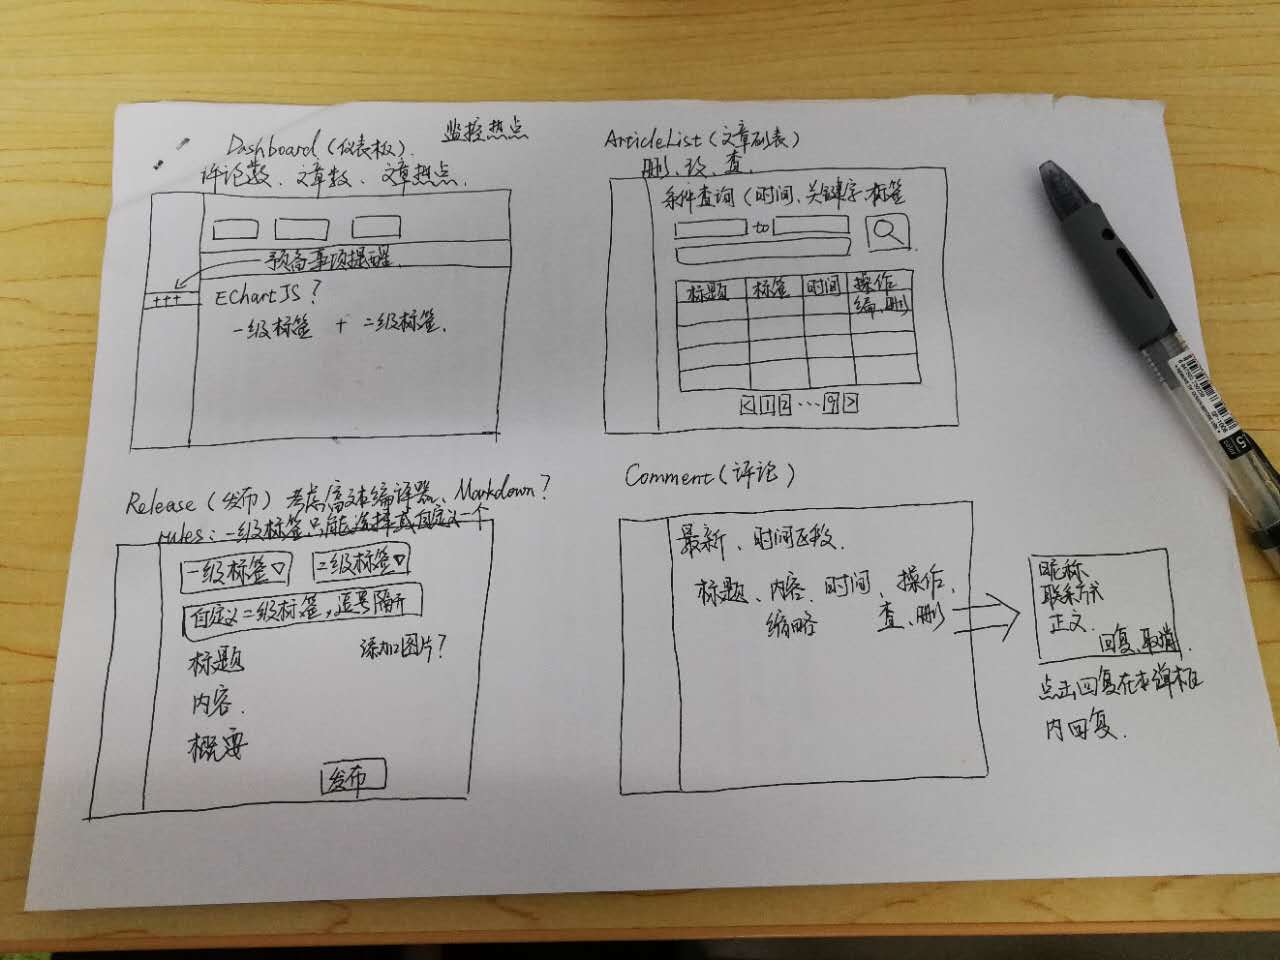 监控热点
Dashboard (仪表板)
评论数、文章数、文章热点.
预备事项提醒
+++
EChartJS?
一级标签 + 二级标签.
ArticleList (文章列表)
删、改、查.
条件查询 (时间、关键字、标签
to
标题 标签 时间 操作
编、删
< 1 2 … 9 >
Release (发布) 考虑富文本编译器、Markdown?
rules: 一级标签只能选择或自定义一个
一级标签▽ 二级标签▽
自定义二级标签,逗号隔开
标题 添加图片?
内容.
概要
发布
Comment (评论)
最新、时间区段.
标题、内容、时间、操作.
缩略 查、删
昵称
联系方式
正文.
回复、取消.
点击回复在本弹框
内回复.
5